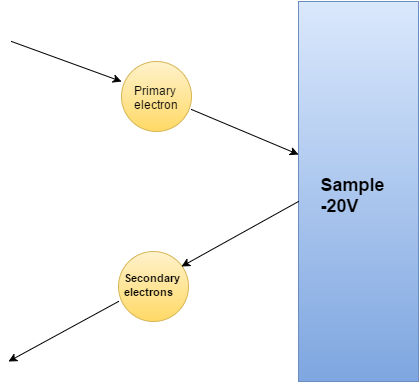 Primary
electron
Sample
-20V
Secondary
electrons